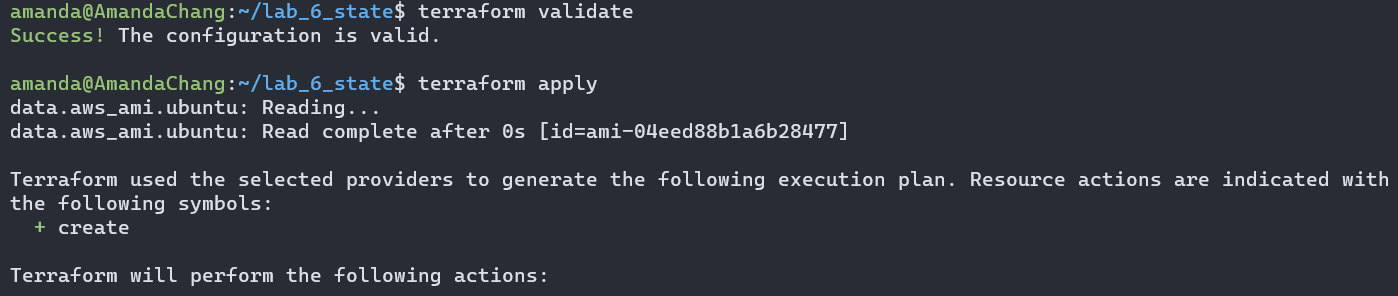 amanda@AmandaChang:~/lab_6_state$ terraform validate
Success! The configuration is valid.
amanda@AmandaChang:~/lab_6_state$ terraform apply
data.aws_ami.ubuntu: Reading...
data.aws_ami.ubuntu: Read complete after 0s [id=ami-04eed88b1a6b28477]
Terraform used the selected providers to generate the following execution plan. Resource actions are indicated with
the following symbols:
  + create
Terraform will perform the following actions: